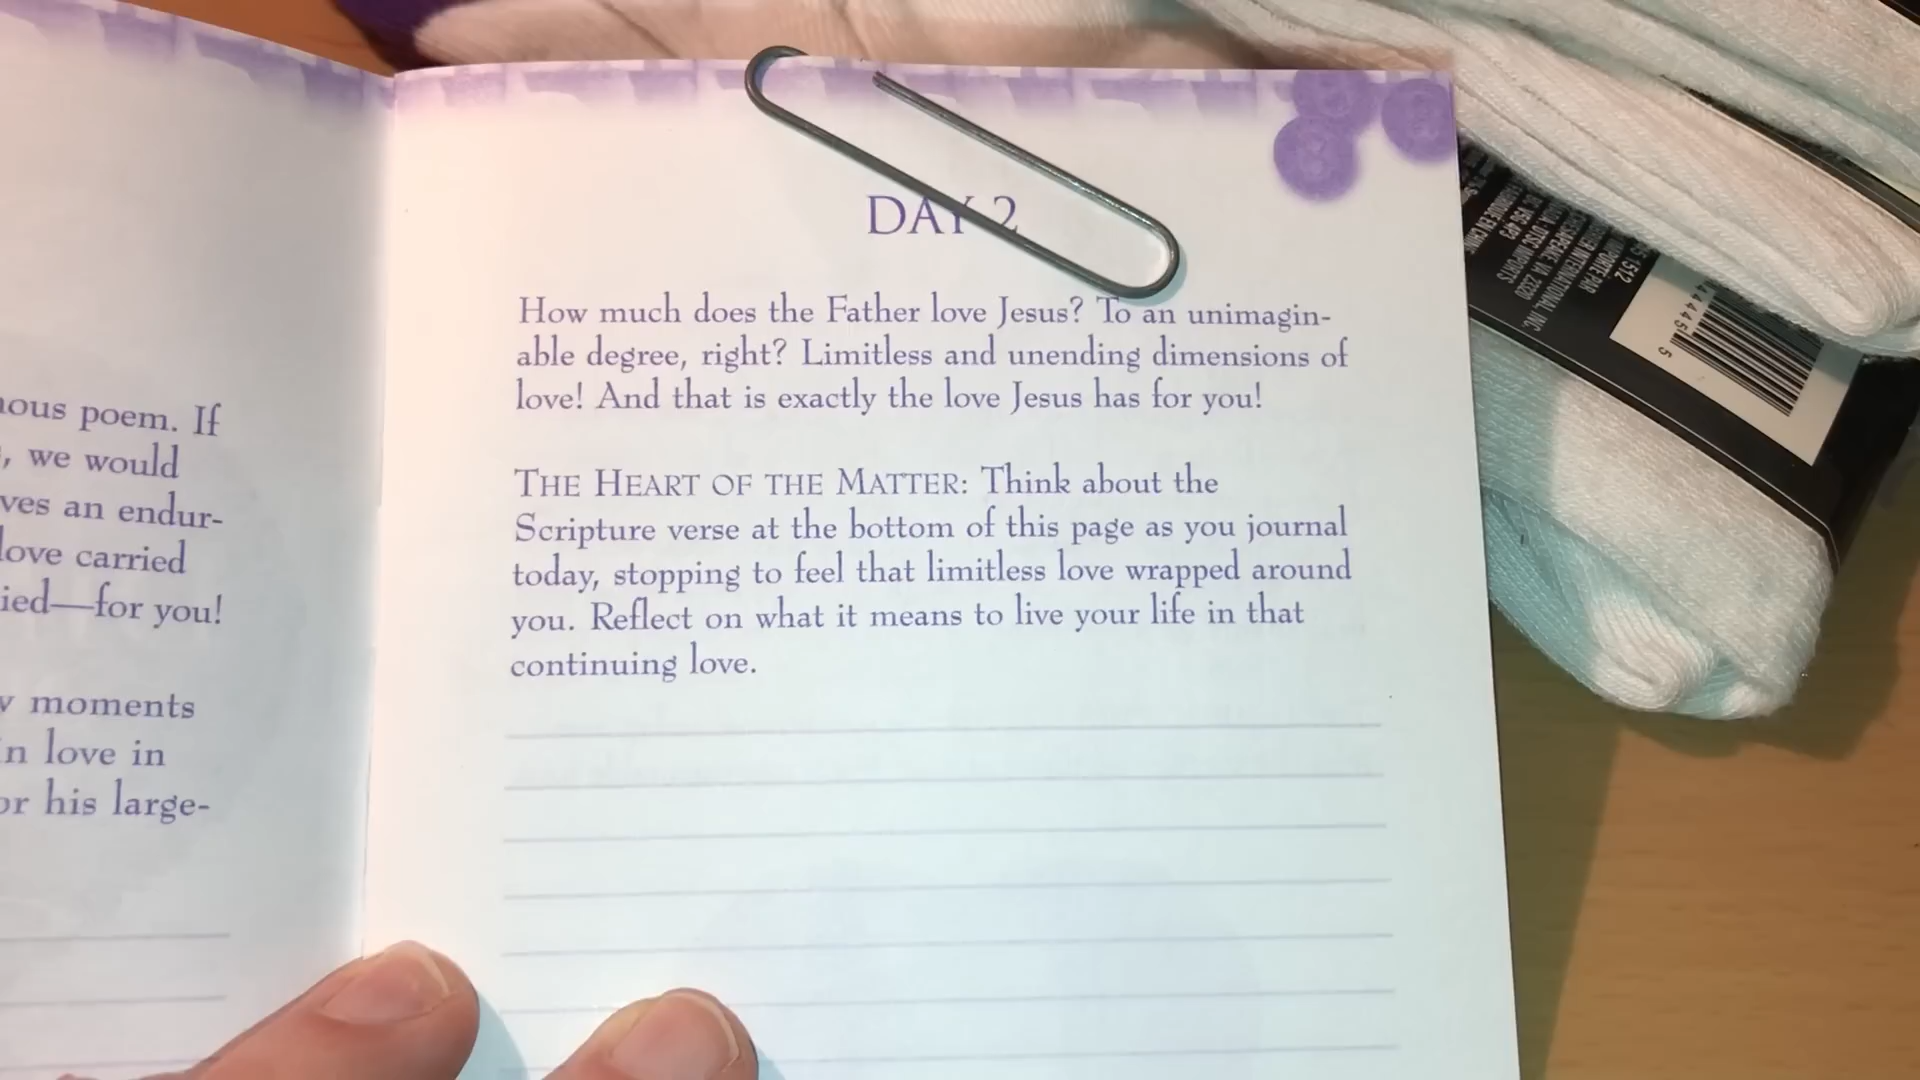 nous poem. If
, we would
ves an endur-
love carried
ied—for you!
moments
n love in
or his large-
DAY 2
How much does the Father love Jesus? To an unimagin-
able degree, right? Limitless and unending dimensions of
love! And that is exactly the love Jesus has for you!
THE HEART OF THE MATTER: Think about the
Scripture verse at the bottom of this page as you journal
today, stopping to feel that limitless love wrapped around
you. Reflect on what it means to live your life in that
continuing love.
1512
IMPORTS
5